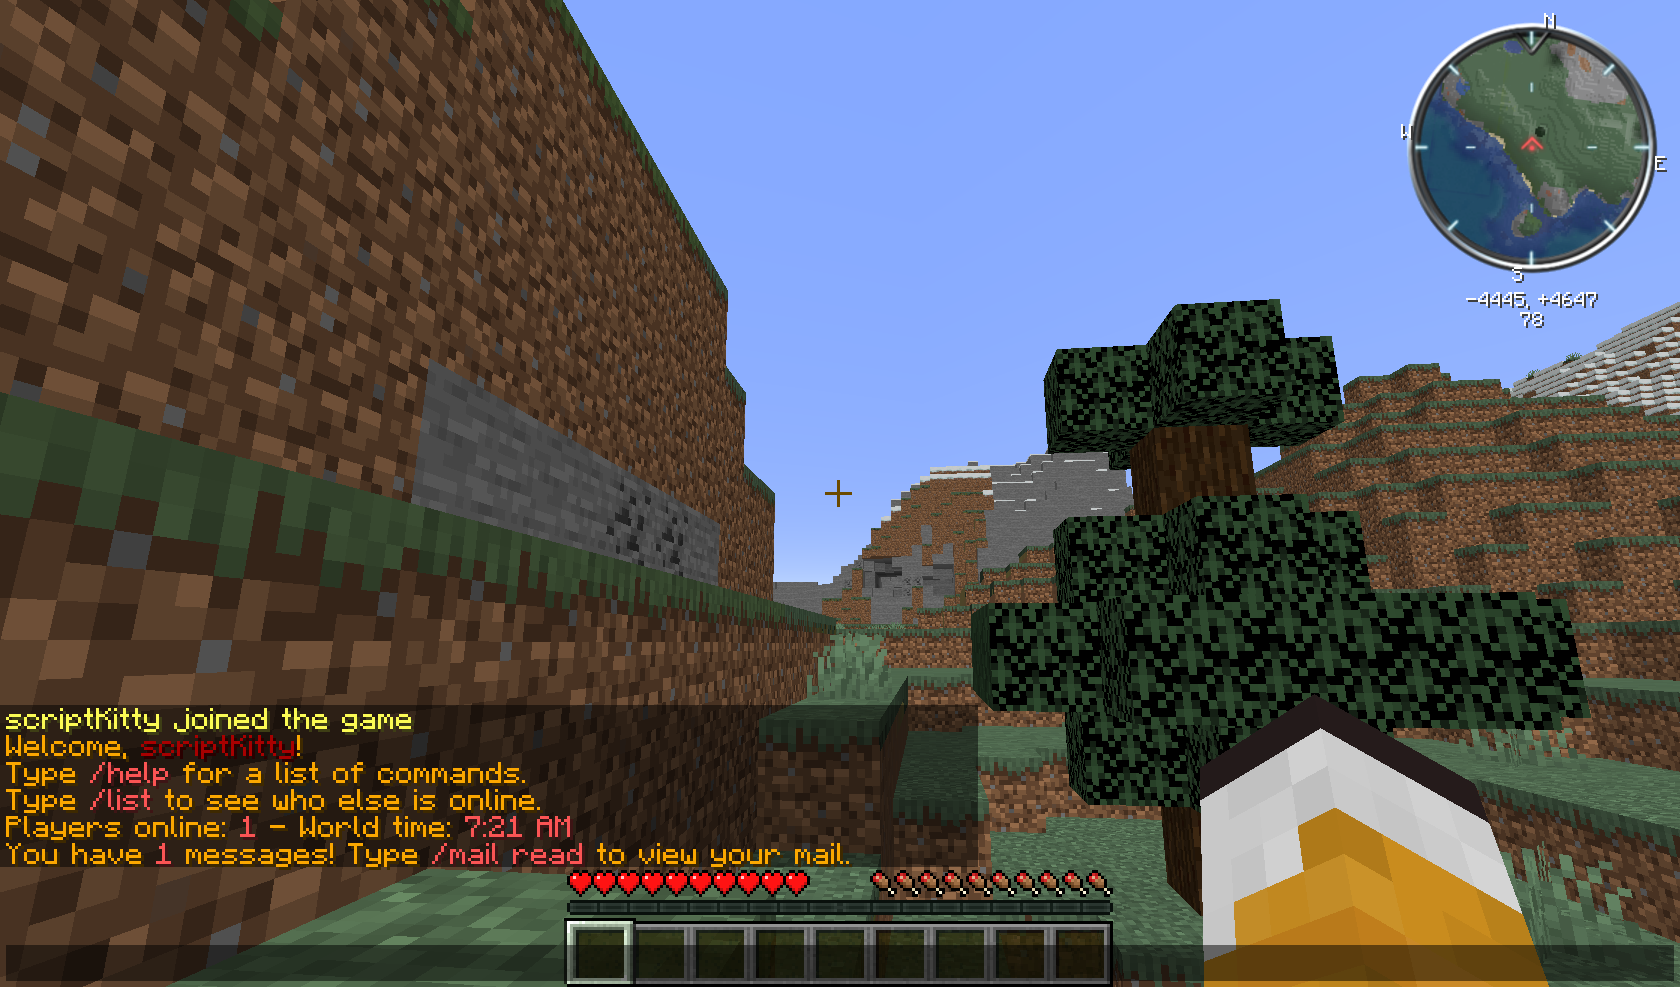 N
W
E
S
-4445, +4647
78
scriptKitty joined the game
Welcome, scriptKitty!
Type /help for a list of commands.
Type /list to see who else is online.
Players online: 1 - World time: 7:21 AM
You have 1 messages! Type /mail read to view your mail.